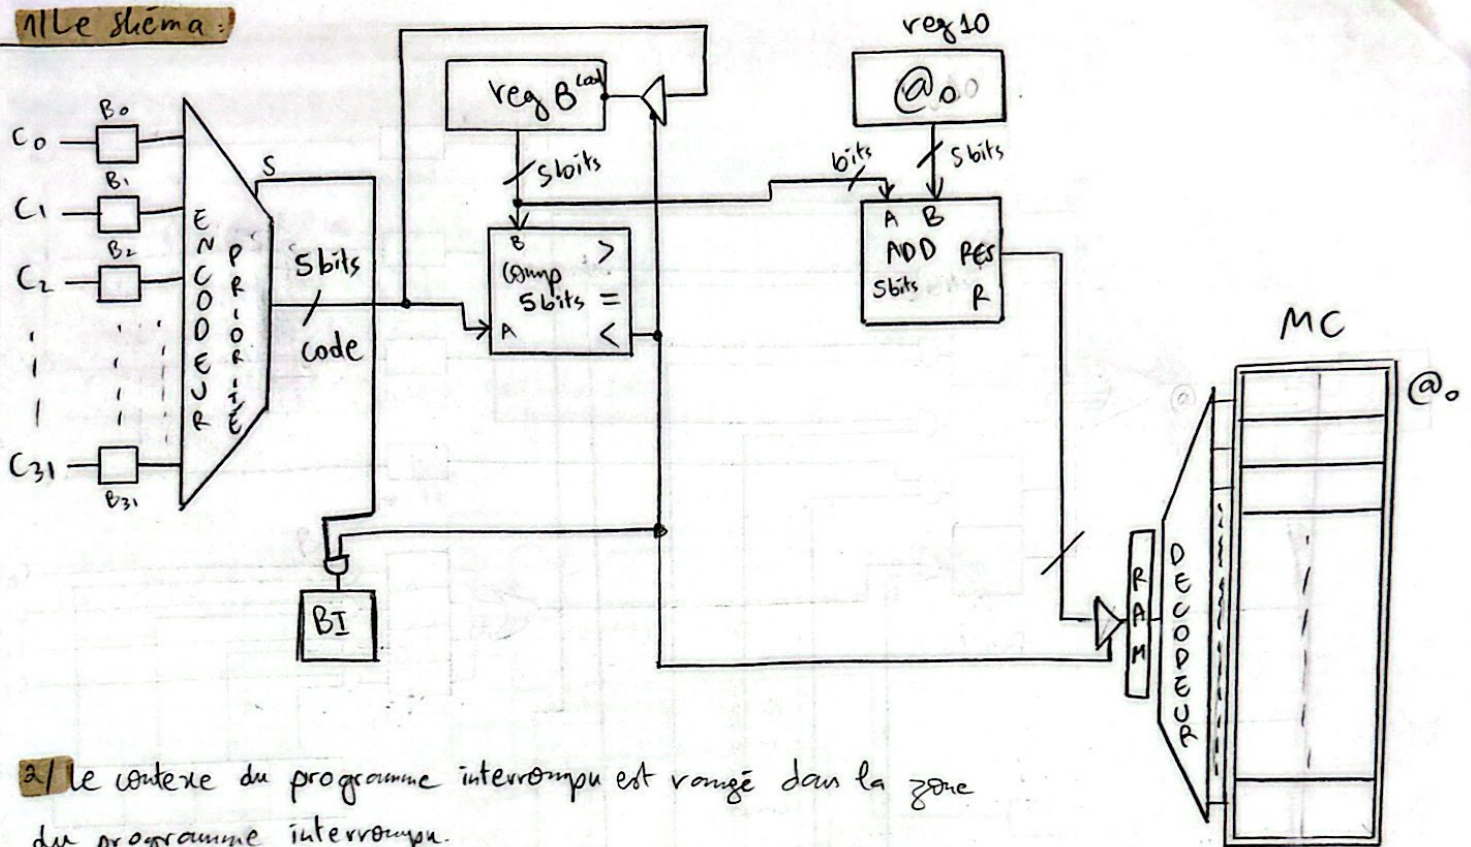 1/ Le shéma :
reg 10
@0
reg B
B0
C0
S
5 bits
bits
5 bits
B1
C1
A B
ADD RES
5 bits
R
B2
C2
B
comp
5 bits
>
=
<
A
ENCODEUR
PRIORITÉ
5 bits
code
MC
@0
C31
B31
BI
RAM
DECODEUR
2/ Le contexe du programme interrompu est rangé dans la zone
du programme interrompu.